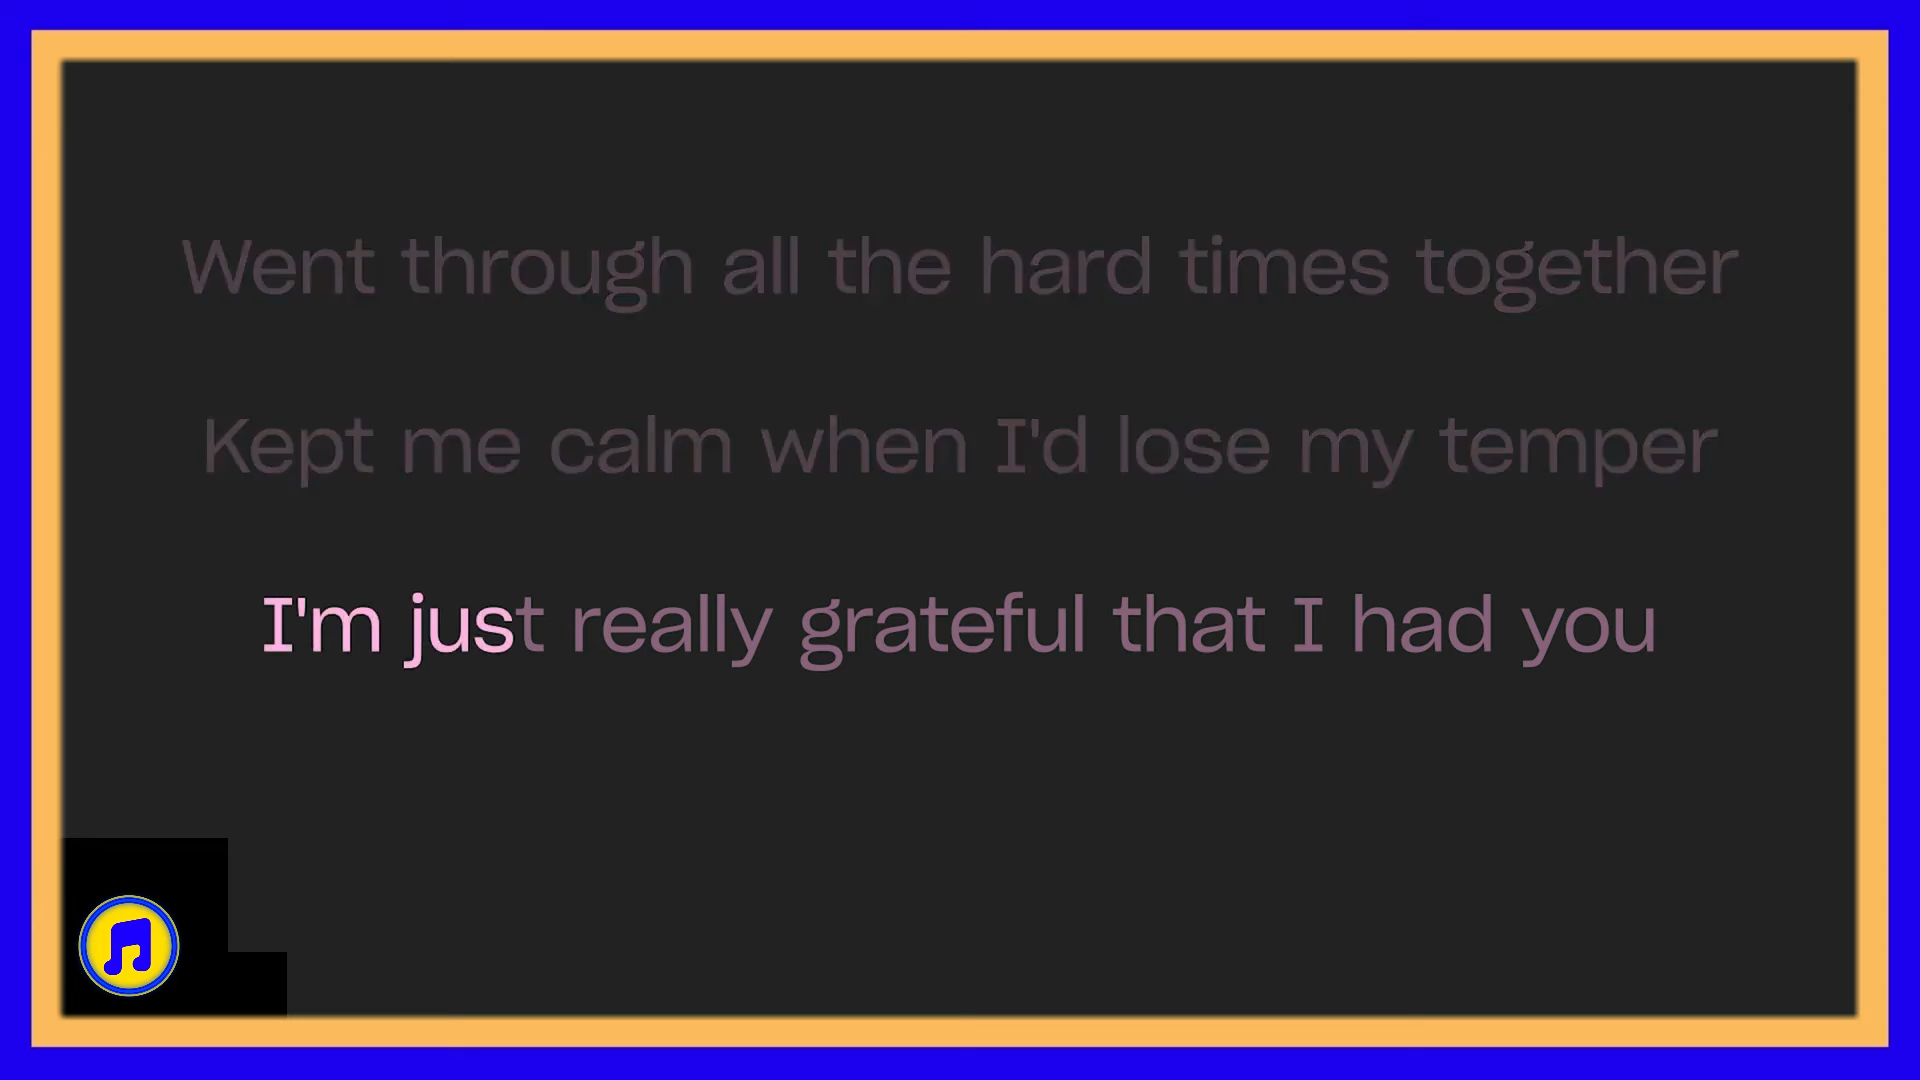 Went through all the hard times together
Kept me calm when I'd lose my temper
I'm just really grateful that I had you